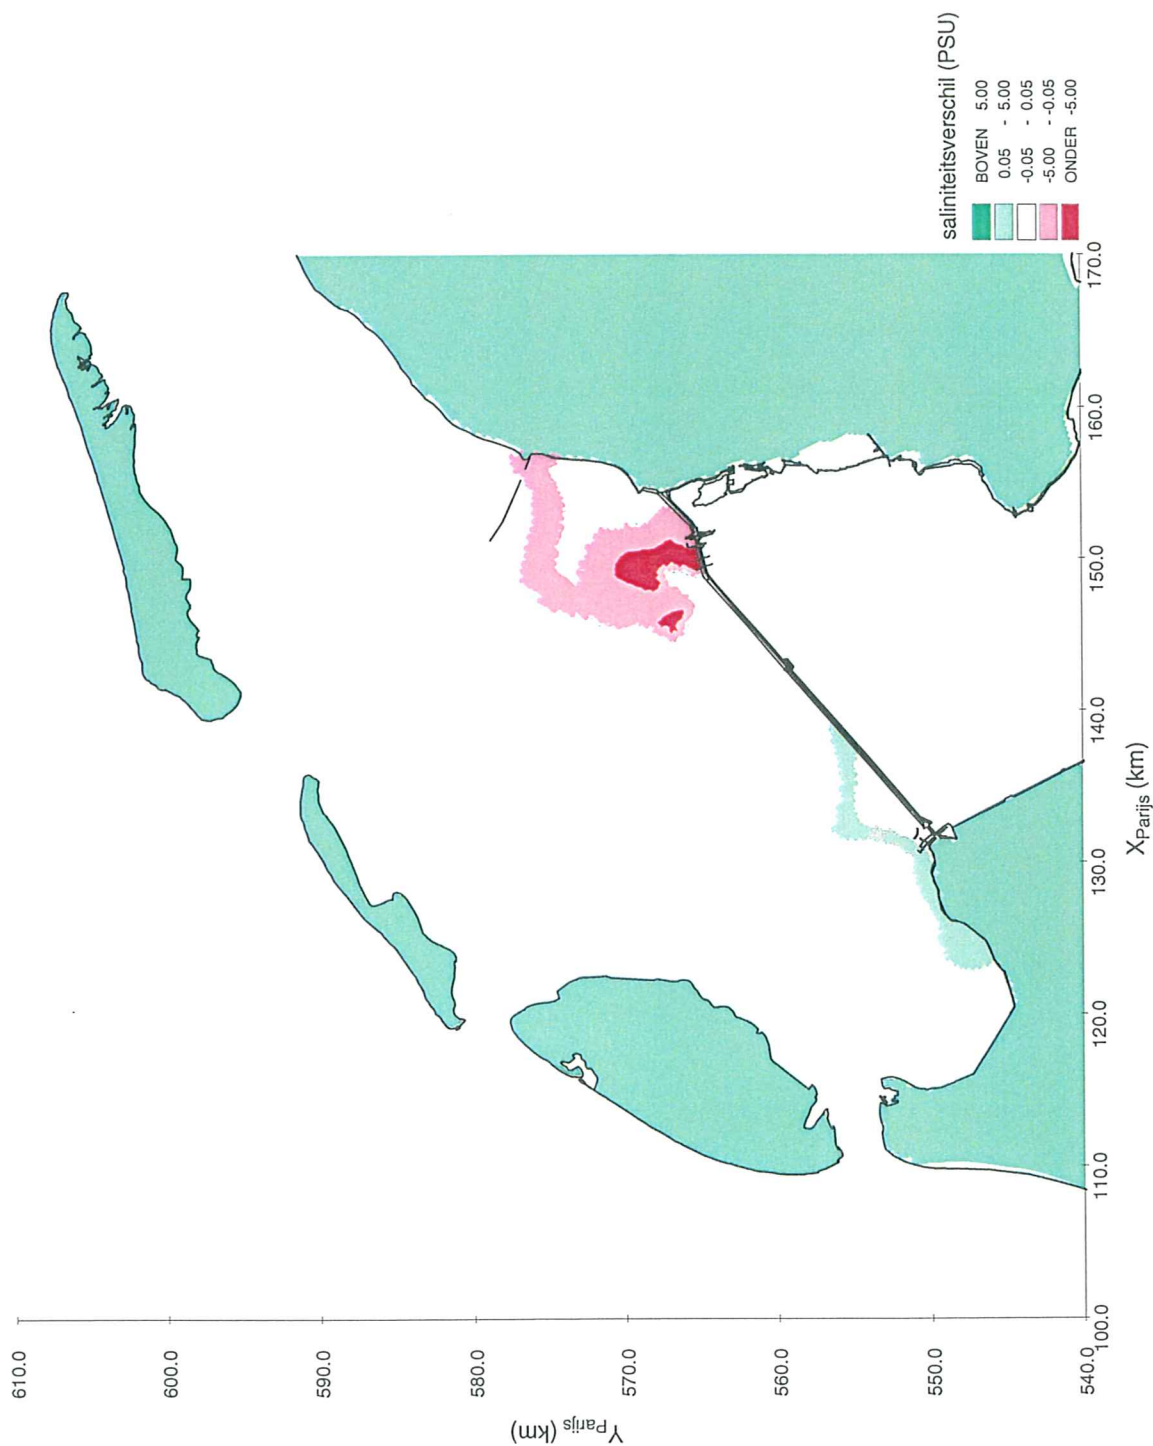 saliniteitsverschil (PSU)
BOVEN 5.00
0.05 - 5.00
-0.05 - 0.05
-5.00 - -0.05
ONDER -5.00
610.0
600.0
590.0
580.0
570.0
560.0
550.0
540.0
Y Parijs (km)
100.0
110.0
120.0
130.0
140.0
150.0
160.0
170.0
X Parijs (km)